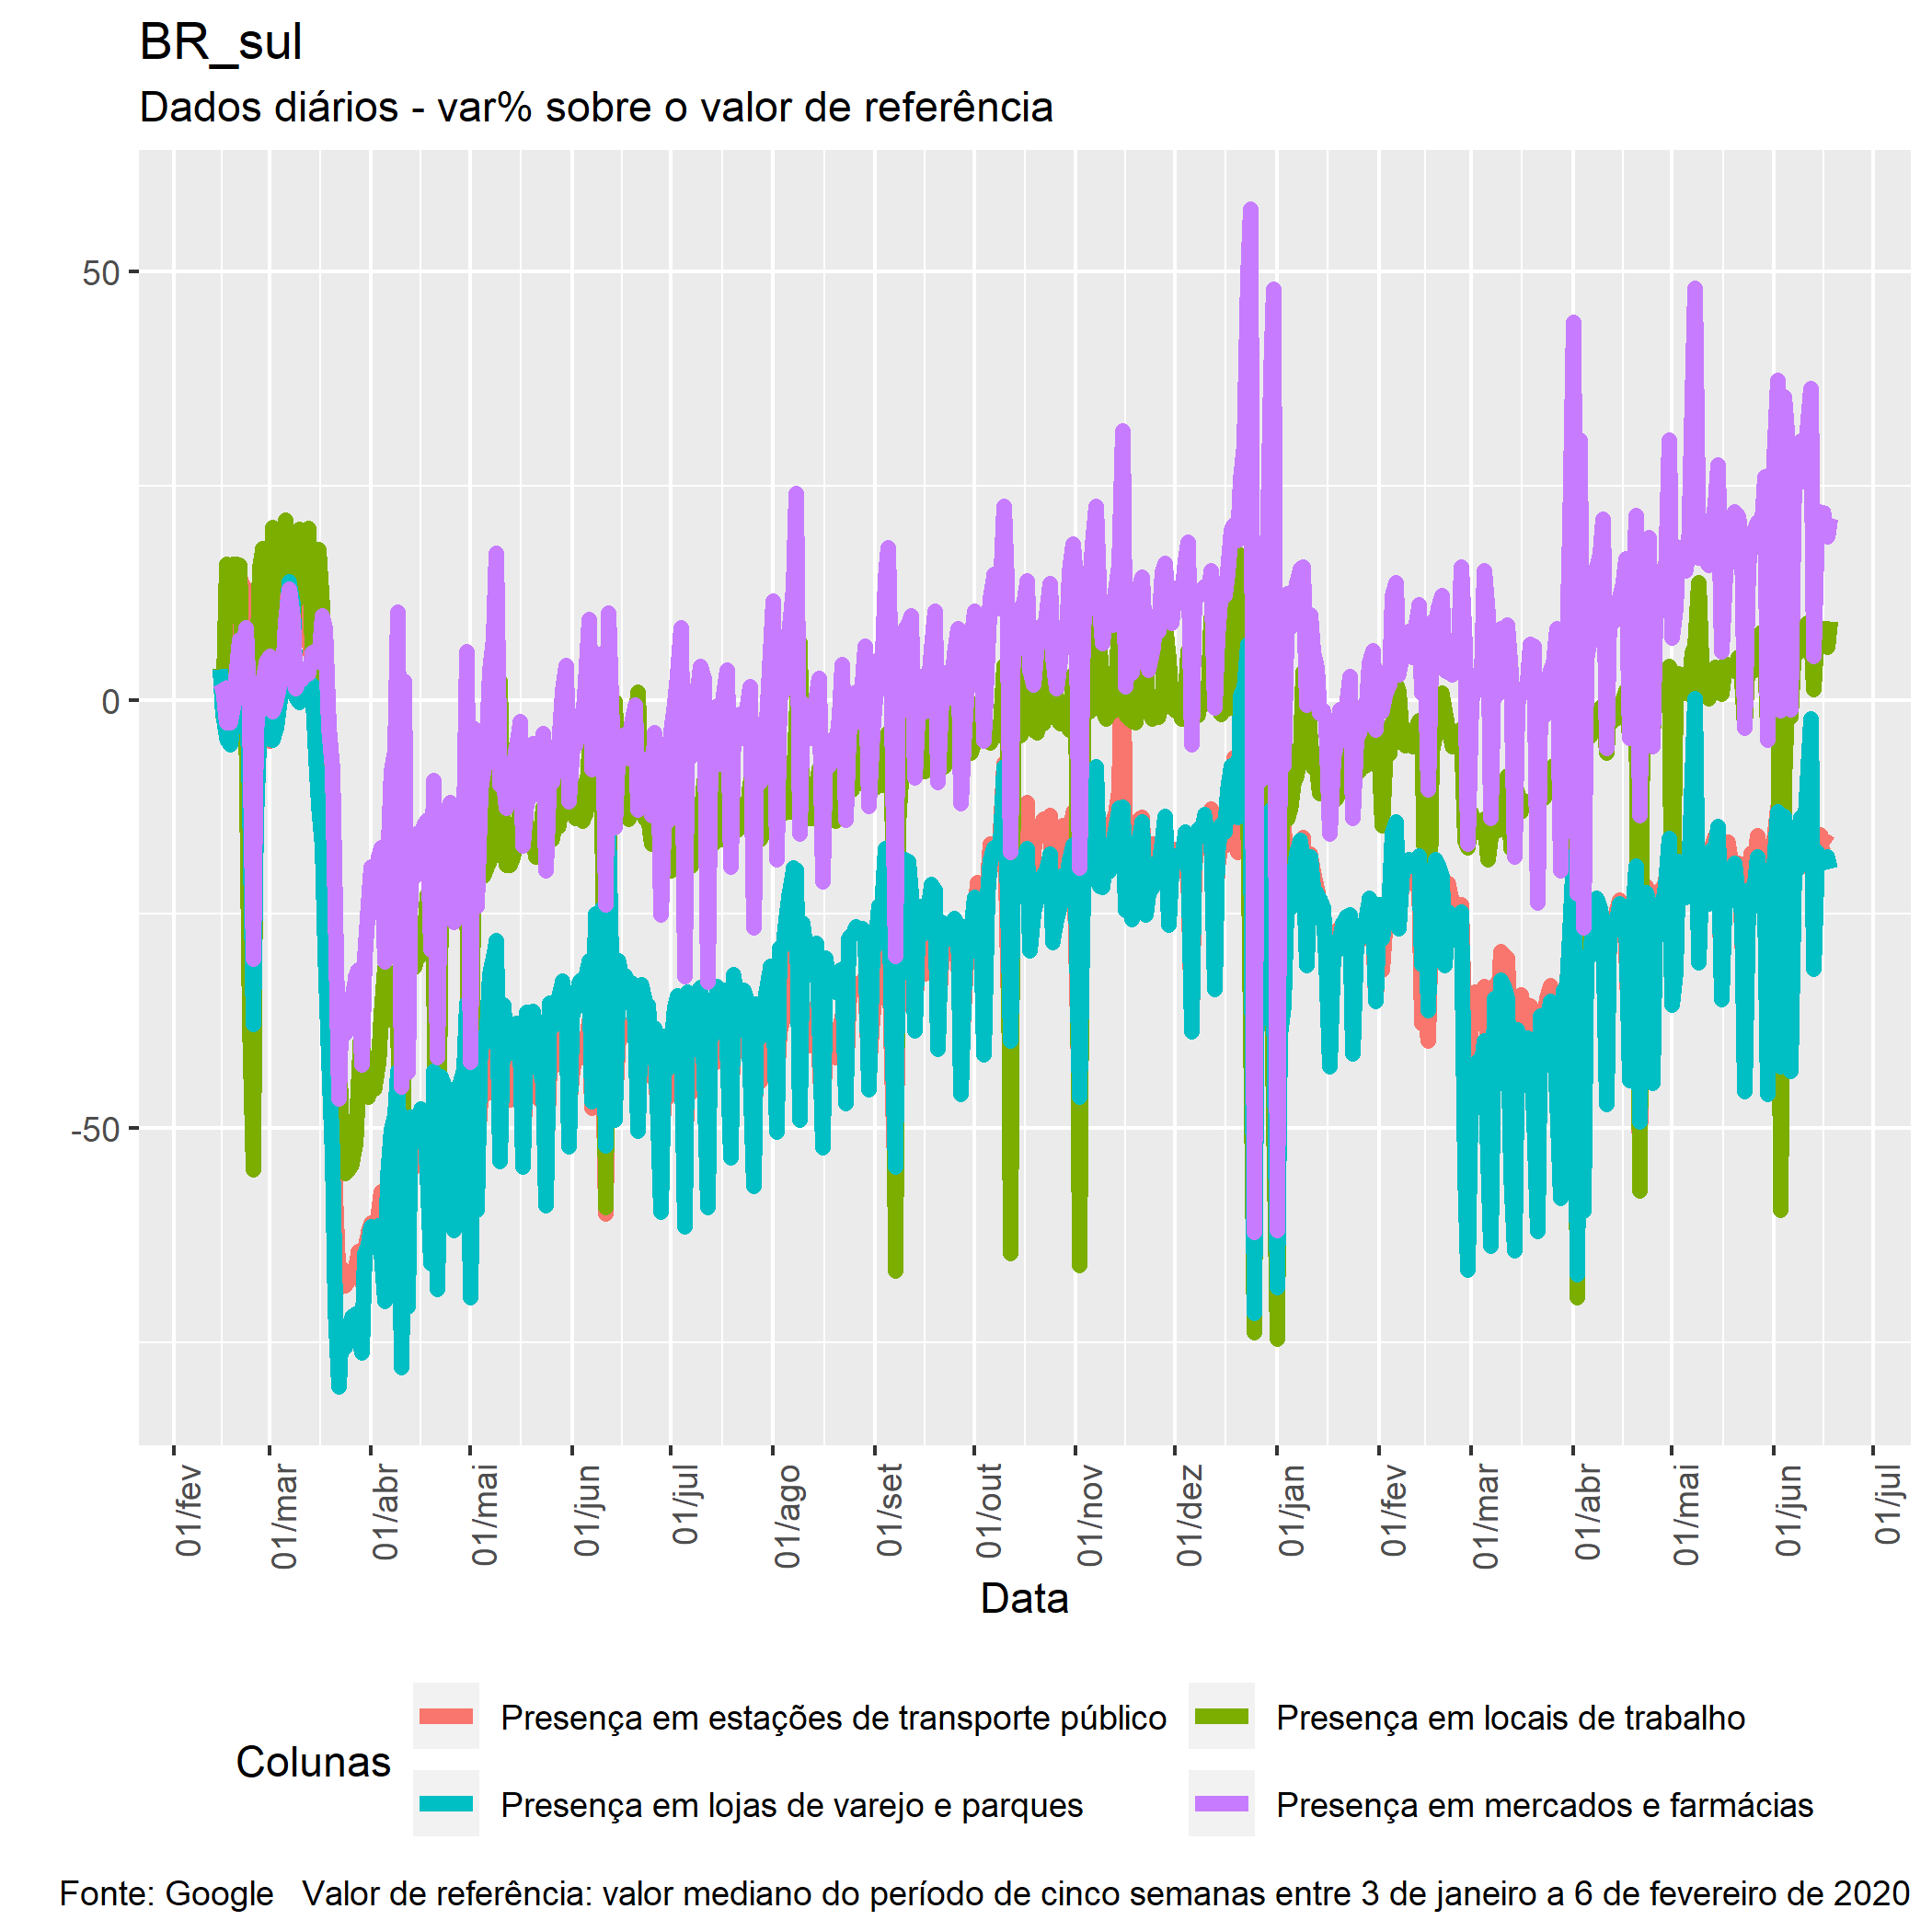 BR_sul
Dados diários - var% sobre o valor de referência
50
0
-50
01/fev
01/mar
01/abr
01/mai
01/jun
01/jul
01/ago
01/set
01/out
01/nov
01/dez
01/jan
01/fev
01/mar
01/abr
01/mai
01/jun
01/jul
Data
Colunas
Presença em estações de transporte público
Presença em locais de trabalho
Presença em lojas de varejo e parques
Presença em mercados e farmácias
Fonte: Google   Valor de referência: valor mediano do período de cinco semanas entre 3 de janeiro a 6 de fevereiro de 2020